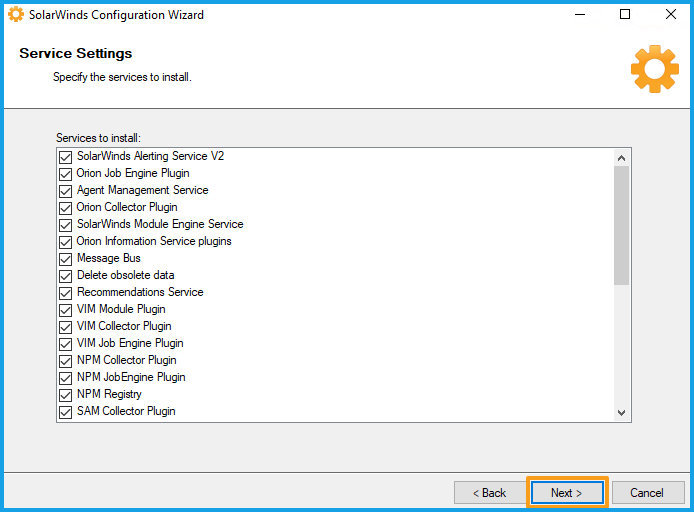 SolarWinds Configuration Wizard
Service Settings
Specify the services to install.
Services to install:
SolarWinds Alerting Service V2
Orion Job Engine Plugin
Agent Management Service
Orion Collector Plugin
SolarWinds Module Engine Service
Orion Information Service plugins
Message Bus
Delete obsolete data
Recommendations Service
VIM Module Plugin
VIM Collector Plugin
VIM Job Engine Plugin
NPM Collector Plugin
NPM JobEngine Plugin
NPM Registry
SAM Collector Plugin
< Back Next > Cancel